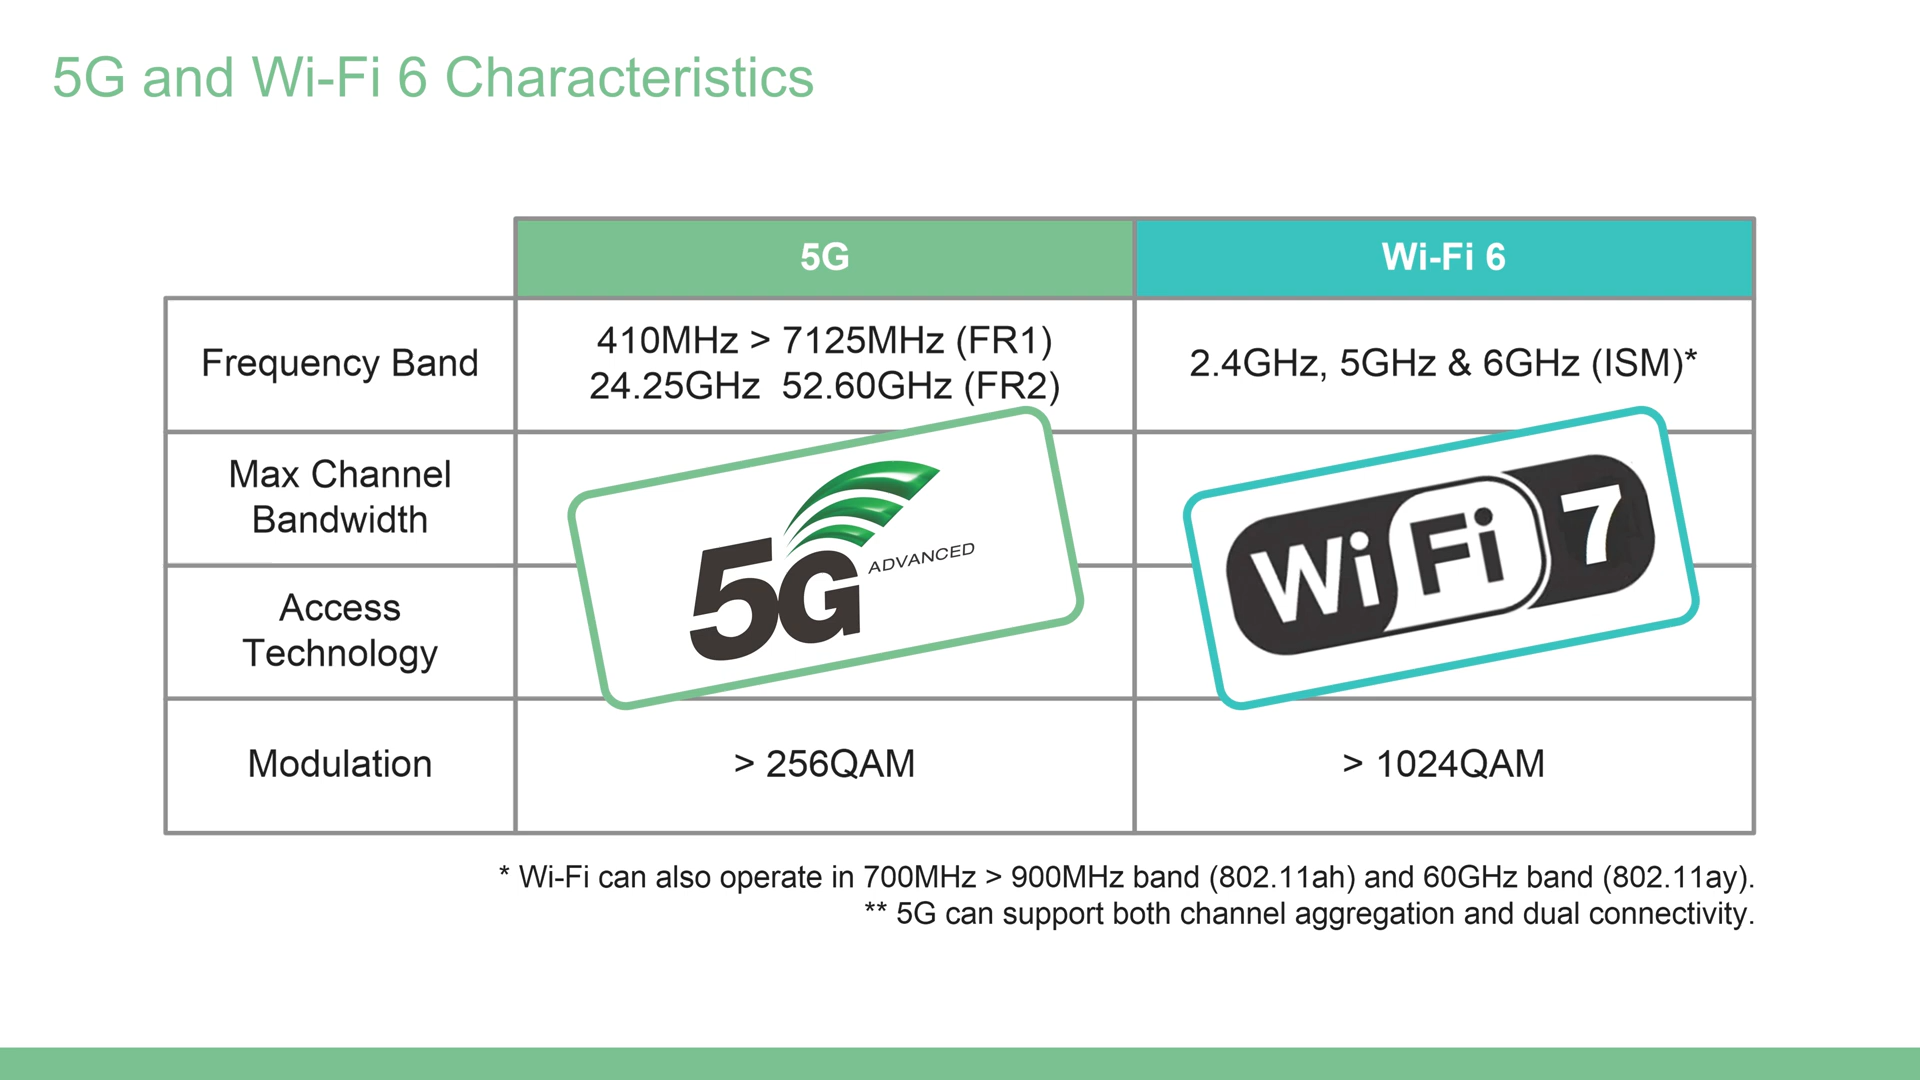 5G and Wi-Fi 6 Characteristics
5G
Wi-Fi 6
Frequency Band
410MHz > 7125MHz (FR1)
24.25GHz 52.60GHz (FR2)
2.4GHz, 5GHz & 6GHz (ISM)*
Max Channel
Bandwidth
Access
Technology
5G ADVANCED
Wi Fi 7
Modulation
> 256QAM
> 1024QAM
* Wi-Fi can also operate in 700MHz > 900MHz band (802.11ah) and 60GHz band (802.11ay).
** 5G can support both channel aggregation and dual connectivity.